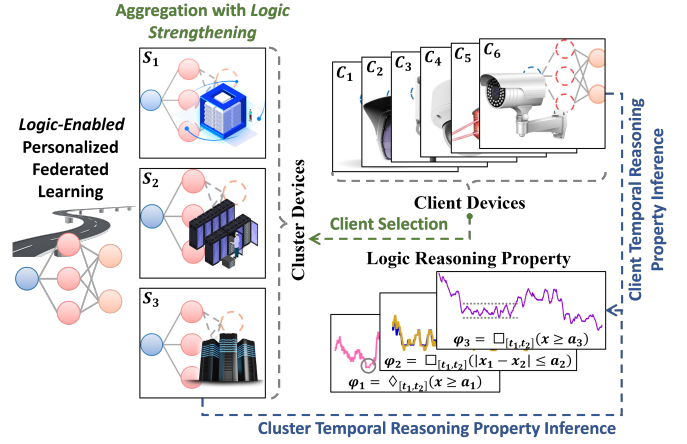 Aggregation with Logic
Strengthening
S1
S2
S3
Logic-Enabled
Personalized
Federated
Learning
Cluster Devices
C1
C2
C3
C4
C5
C6
Client Devices
Client Selection
Client Temporal Reasoning
Property Inference
Logic Reasoning Property
φ3 = □[t1,t2](x ≥ a3)
φ2 = □[t1,t2](|x1 − x2| ≤ a2)
φ1 = ◊[t1,t2](x ≥ a1)
Cluster Temporal Reasoning Property Inference